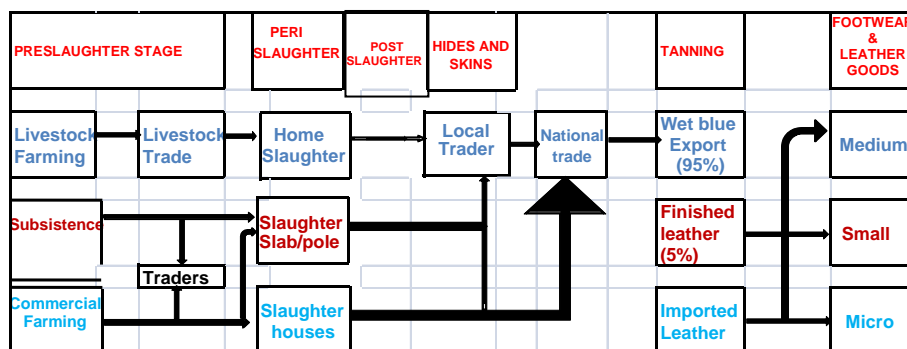 PRESLAUGHTER STAGE
PERI
SLAUGHTER
POST
SLAUGHTER
HIDES AND
SKINS
TANNING
FOOTWEAR
&
LEATHER
GOODS
Livestock
Farming
Livestock
Trade
Home
Slaughter
Local
Trader
National
trade
Wet blue
Export
(95%)
Medium
Subsistence
Slaughter
Slab/pole
Finished
leather
(5%)
Small
Traders
Commercial
Farming
Slaughter
houses
Imported
Leather
Micro